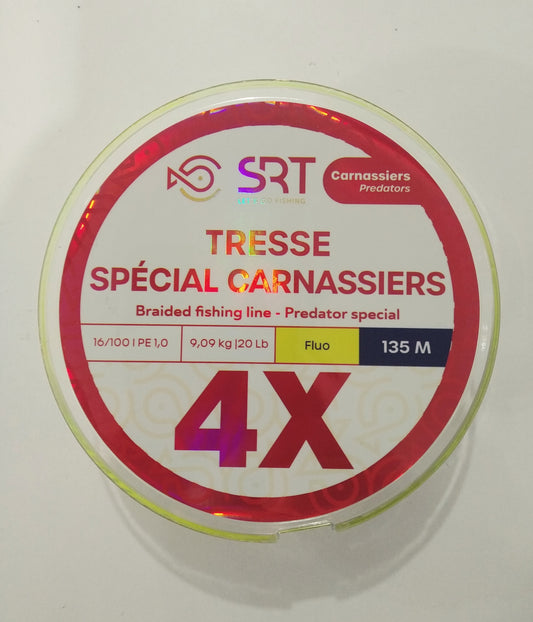 SRT
Carnassiers
Predators
TRESSE
SPÉCIAL CARNASSIERS
Braided fishing line - Predator special
16/100 I PE 1,0
9,09 kg |20 Lb
Fluo
135 M
4X